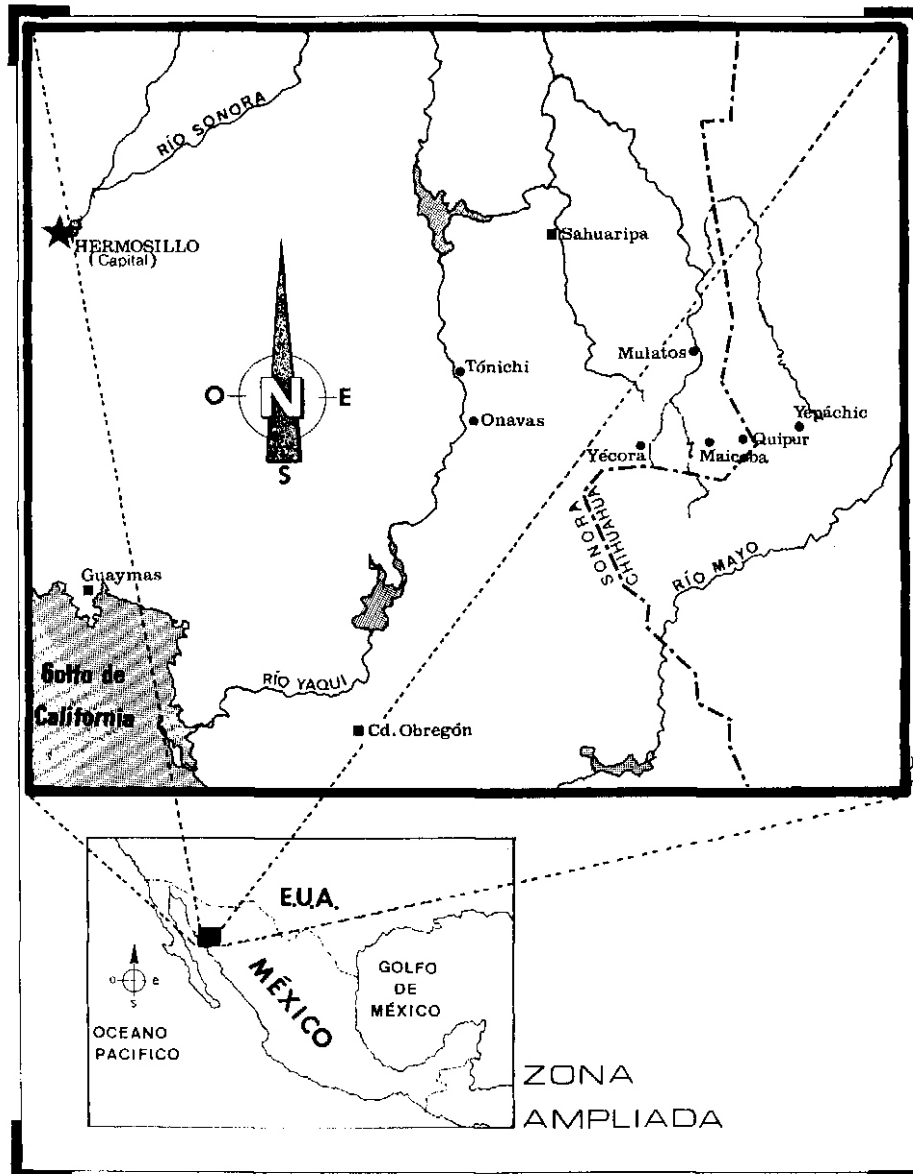 RÍO SONORA
HERMOSILLO
(Capital)
Sahuaripa
Mulatos
Tónichi
O
N
E
S
Onavas
Yepáchic
Quipur
Yécora
Maicoba
SONORA
CHIHUAHUA
RÍO MAYO
Guaymas
Golfo de
California
RÍO YAQUI
Cd. Obregón
E.U.A.
MÉXICO
GOLFO
DE
MÉXICO
o
e
s
OCEANO
PACIFICO
ZONA
AMPLIADA